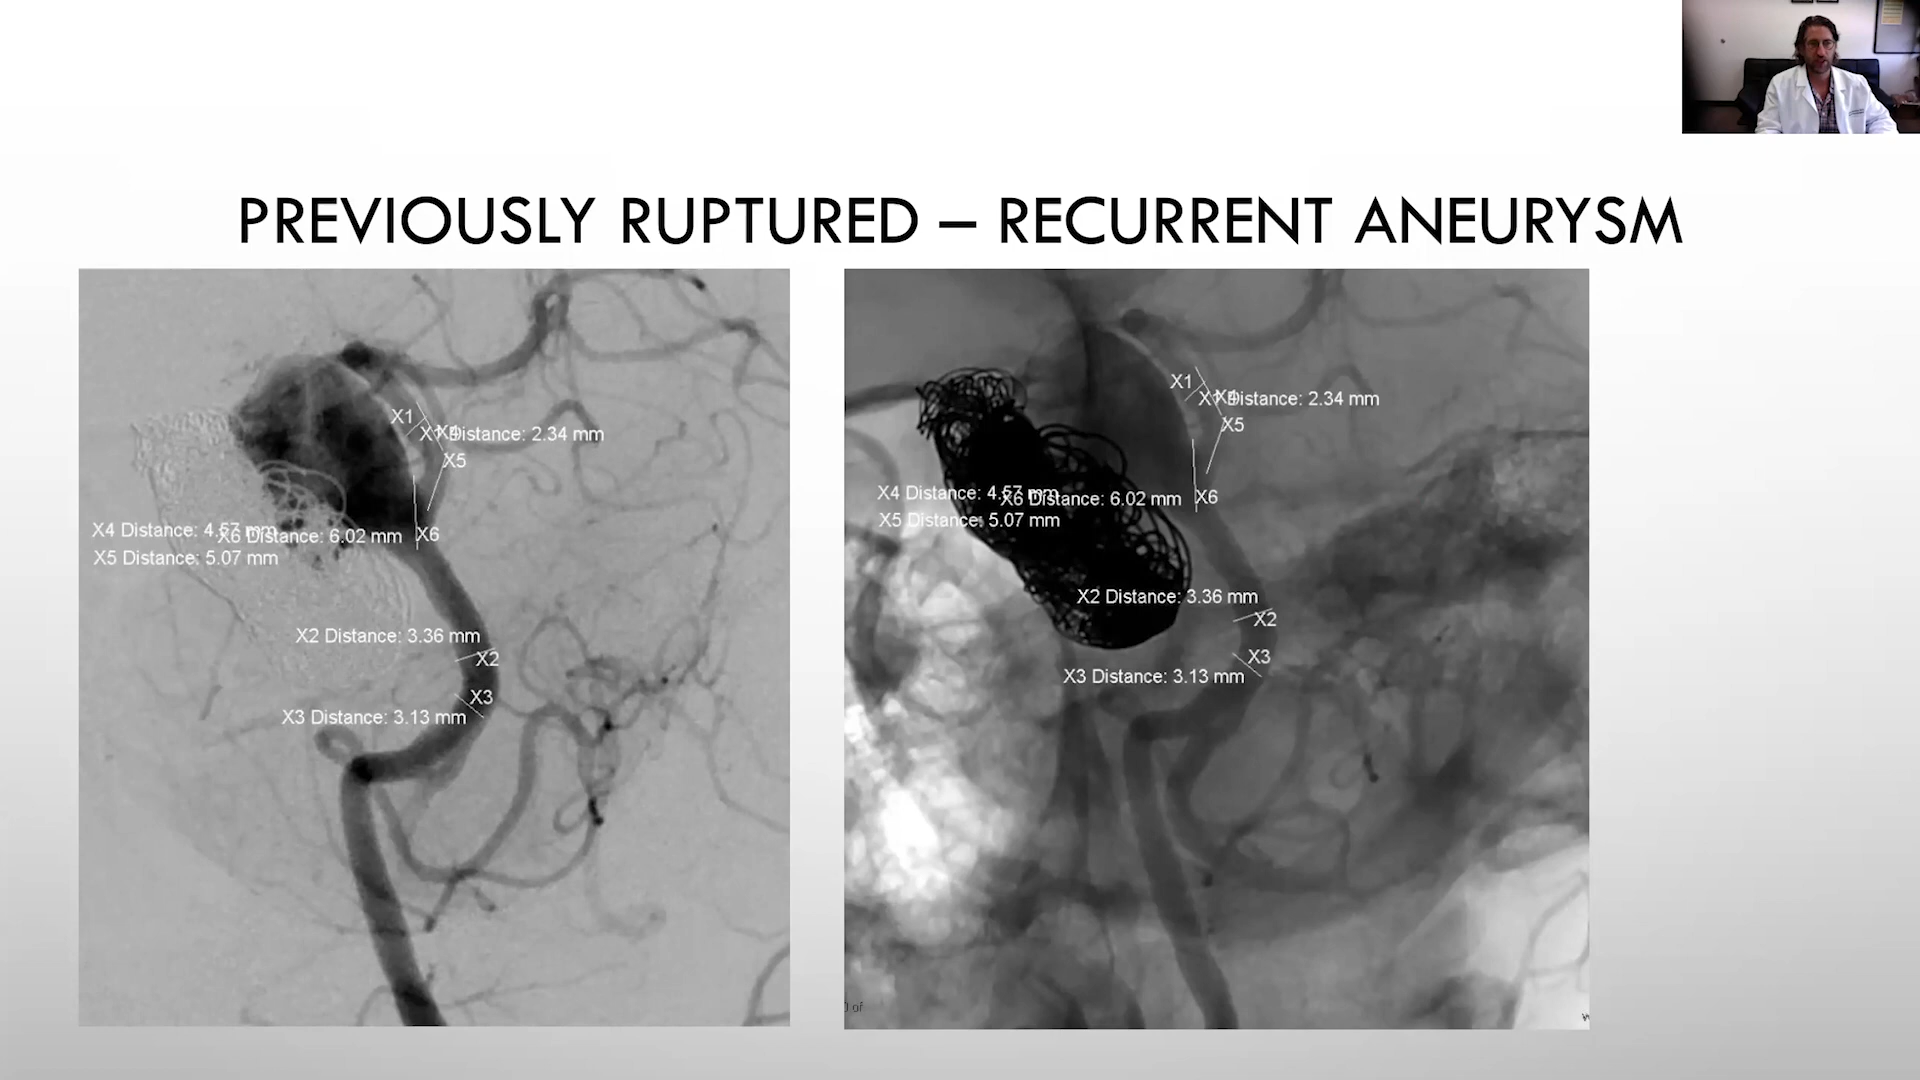 PREVIOUSLY RUPTURED – RECURRENT ANEURYSM
X1
X4
Distance: 2.34 mm
X5
X4 Distance: 4.57 mm
X6 Distance: 6.02 mm
X6
X5 Distance: 5.07 mm
X2 Distance: 3.36 mm
X2
X3
X3 Distance: 3.13 mm
X1
X4
Distance: 2.34 mm
X5
X4 Distance: 4.57 mm
X6 Distance: 6.02 mm
X6
X5 Distance: 5.07 mm
X2 Distance: 3.36 mm
X2
X3
X3 Distance: 3.13 mm
of